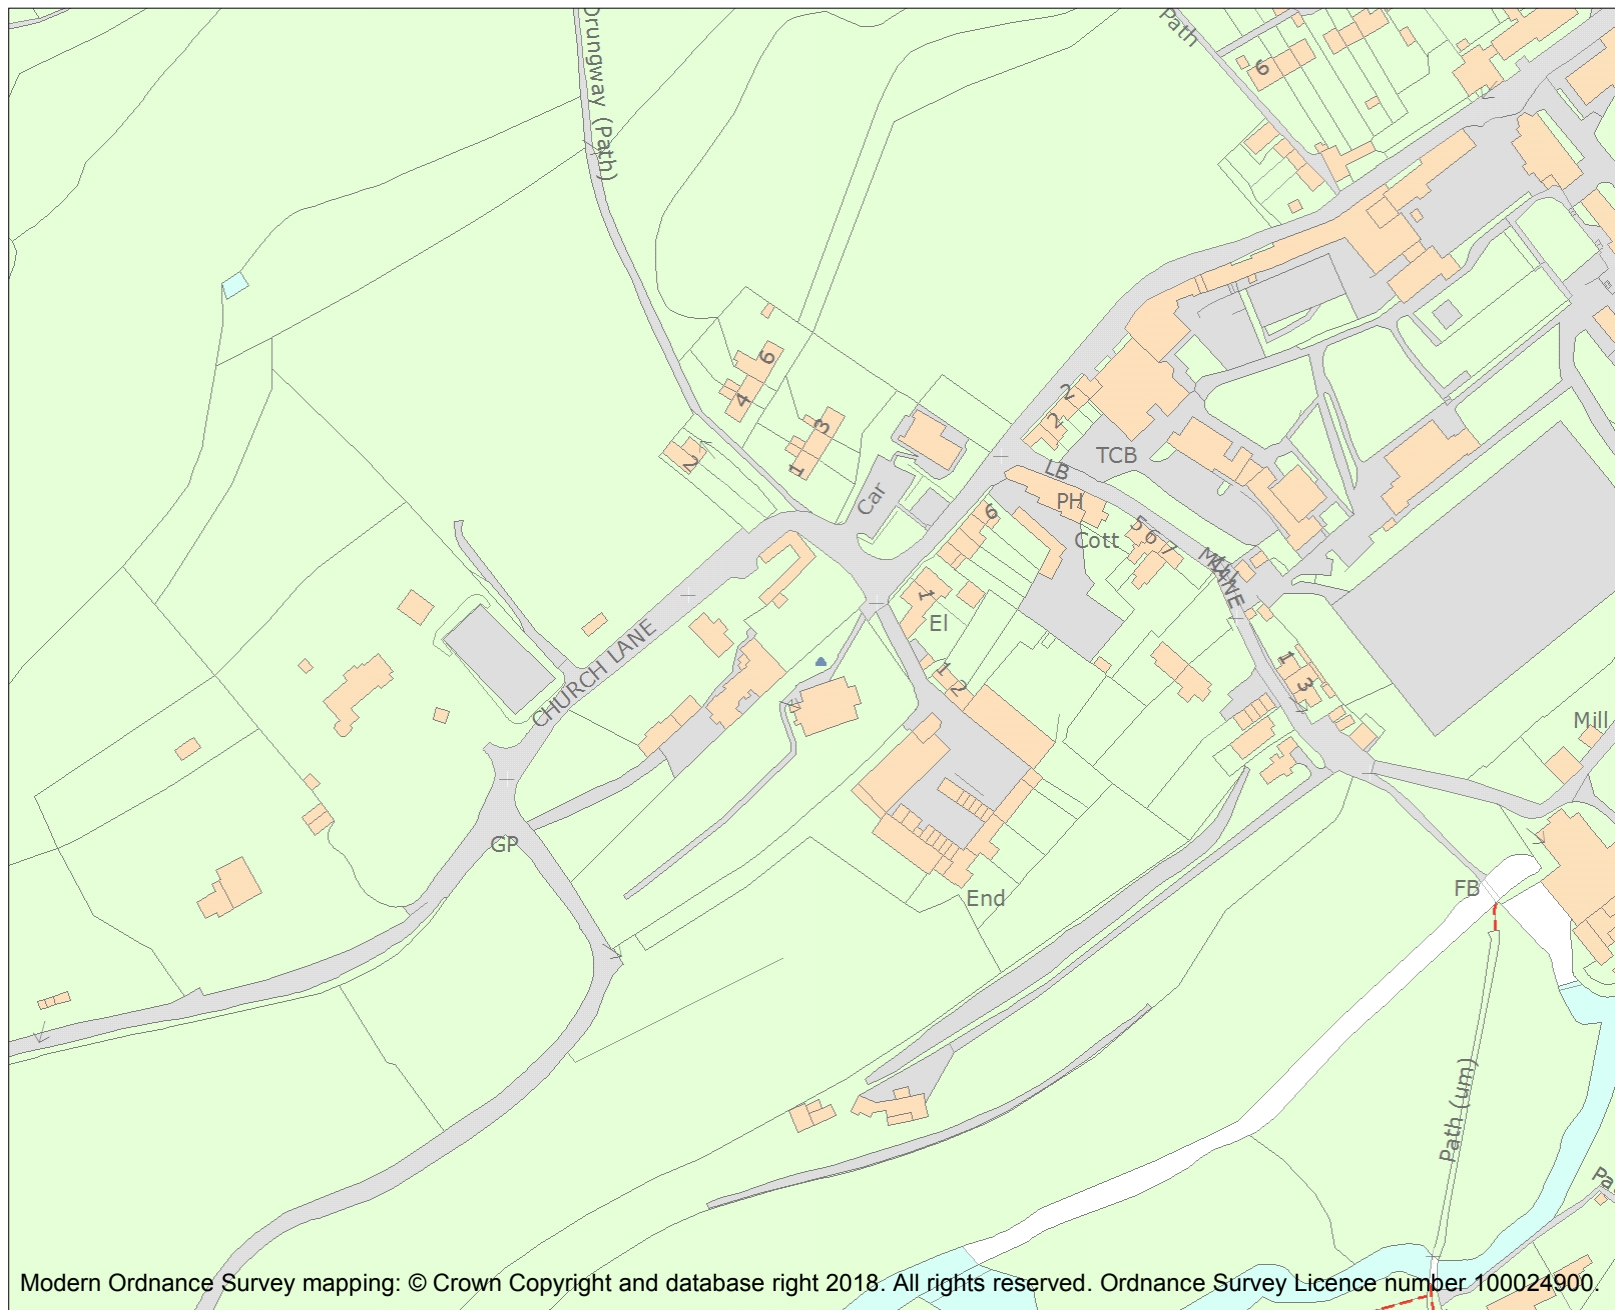 Drungway (Path)
Path
6
6
4
3
1
2
2
2
LB
TCB
PH
Car
6
5
6
7
Cott
LANE
1
El
1
2
CHURCH LANE
1
3
Mill
GP
End
FB
Path (um)
Modern Ordnance Survey mapping: © Crown Copyright and database right 2018. All rights reserved. Ordnance Survey Licence number 100024900.